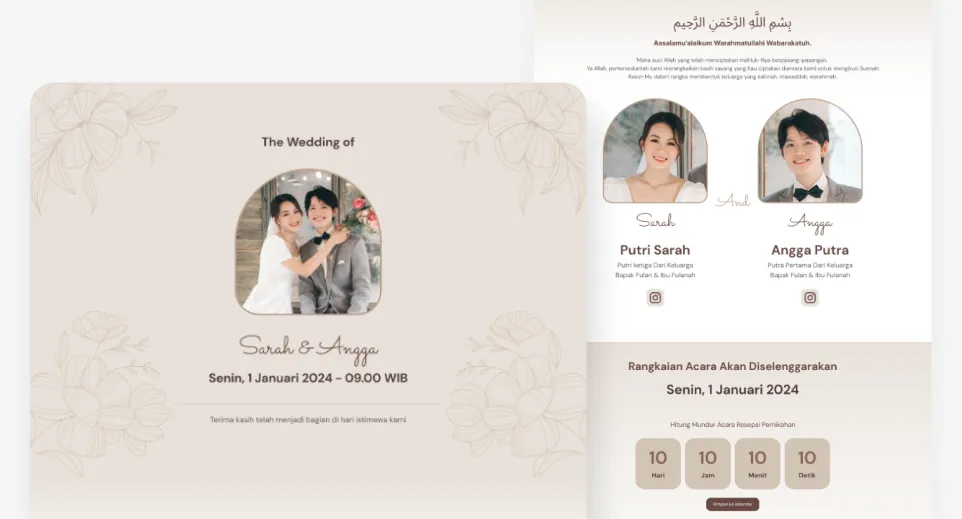 The Wedding of
Sarah & Angga
Senin, 1 Januari 2024 - 09.00 WIB
Terima kasih telah menjadi bagian di hari istimewa kami
بِسْمِ اللَّهِ الرَّحْمَنِ الرَّحِيم
Assalamu'alaikum Warahmatullahi Wabarakatuh.
Maha suci Allah yang telah menciptakan mahluk-Nya berpasang-pasangan.
Ya Allah, perkenankanlah kami merangkaikan kasih sayang yang Kau ciptakan diantara kami untuk mengikuti Sunnah
Rasul-Mu dalam rangka membentuk keluarga yang sakinah, mawaddah, warahmah.
Sarah
And
Angga
Putri Sarah
Putri ketiga Dari Keluarga
Bapak Fulan & Ibu Fulanah
Angga Putra
Putra Pertama Dari Keluarga
Bapak Fulan & Ibu Fulanah
Rangkaian Acara Akan Diselenggarakan
Senin, 1 Januari 2024
Hitung Mundur Acara Resepsi Pernikahan
10 10 10 10
Hari Jam Menit Detik